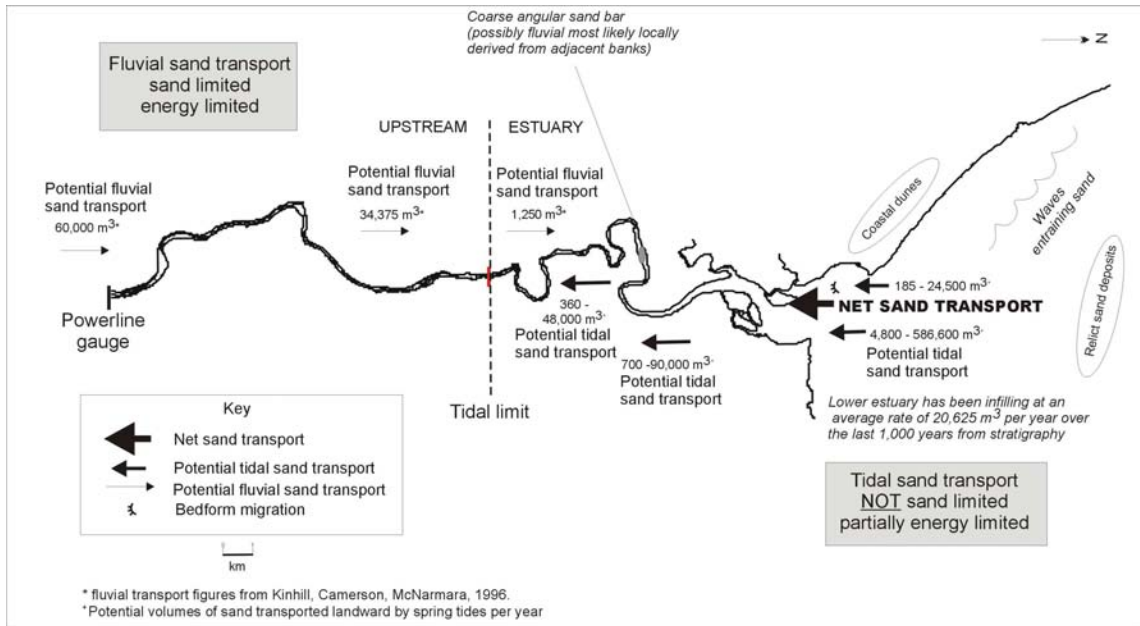 Coarse angular sand bar
(possibly fluvial most likely locally
derived from adjacent banks)
N
Fluvial sand transport
sand limited
energy limited
UPSTREAM
ESTUARY
Potential fluvial
sand transport
60,000 m3*
Potential fluvial
sand transport
34,375 m3*
Potential fluvial
sand transport
1,250 m3*
Coastal dunes
Waves
entraining sand
Relict sand deposits
185 - 24,500 m3
NET SAND TRANSPORT
4,800 - 586,600 m3
Potential tidal
sand transport
360 -
48,000 m3
Potential tidal
sand transport
700 -90,000 m3
Potential tidal
sand transport
Powerline
gauge
Tidal limit
Lower estuary has been infilling at an
average rate of 20,625 m3 per year over
the last 1,000 years from stratigraphy
Key
Net sand transport
Potential tidal sand transport
Potential fluvial sand transport
Bedform migration
Tidal sand transport
NOT sand limited
partially energy limited
km
* fluvial transport figures from Kinhill, Camerson, McNarmara, 1996.
+Potential volumes of sand transported landward by spring tides per year